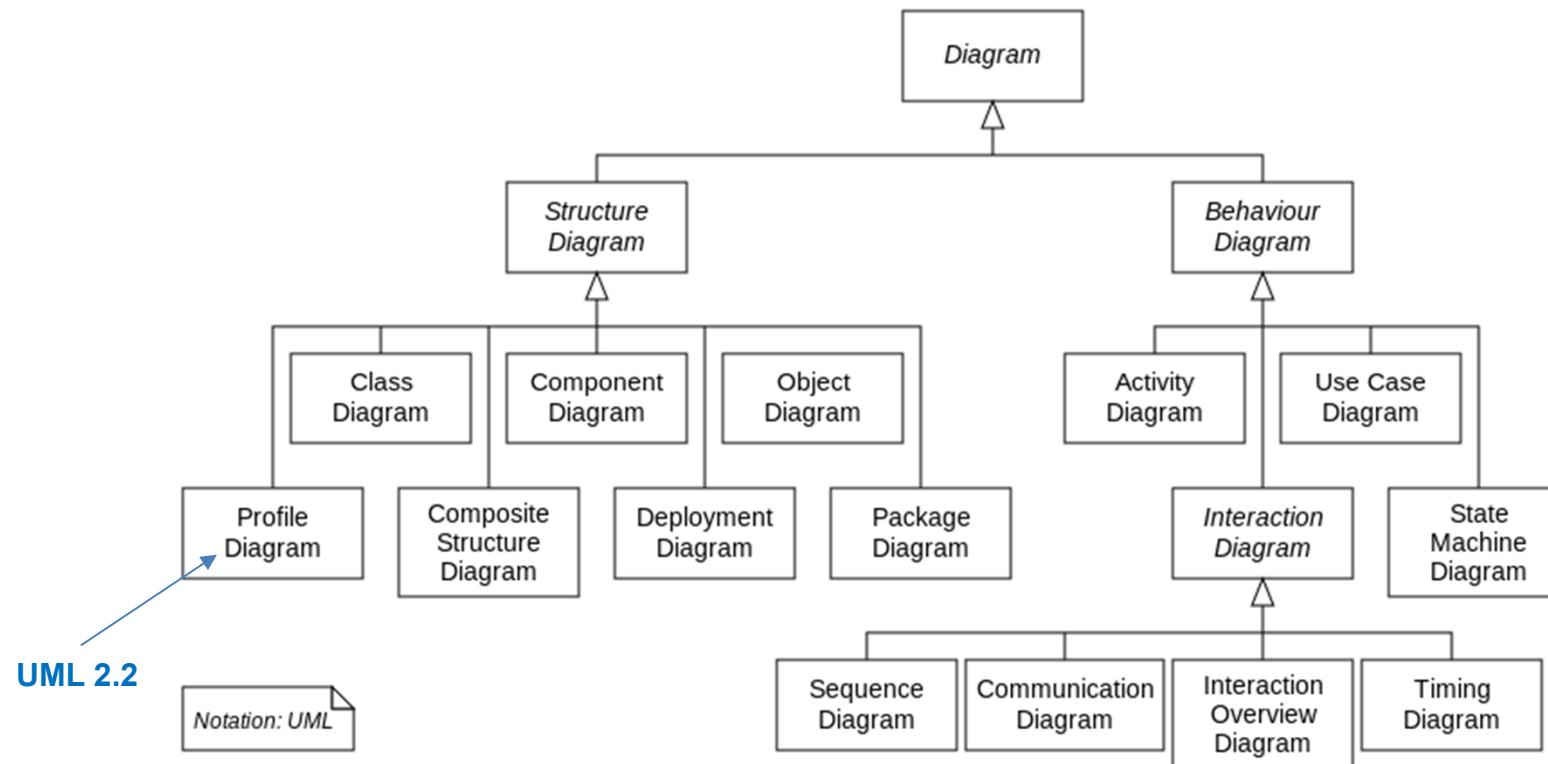 Diagram
Structure
Diagram
Behaviour
Diagram
Class
Diagram
Component
Diagram
Object
Diagram
Activity
Diagram
Use Case
Diagram
Profile
Diagram
Composite
Structure
Diagram
Deployment
Diagram
Package
Diagram
Interaction
Diagram
State
Machine
Diagram
UML 2.2
Notation: UML
Sequence
Diagram
Communication
Diagram
Interaction
Overview
Diagram
Timing
Diagram